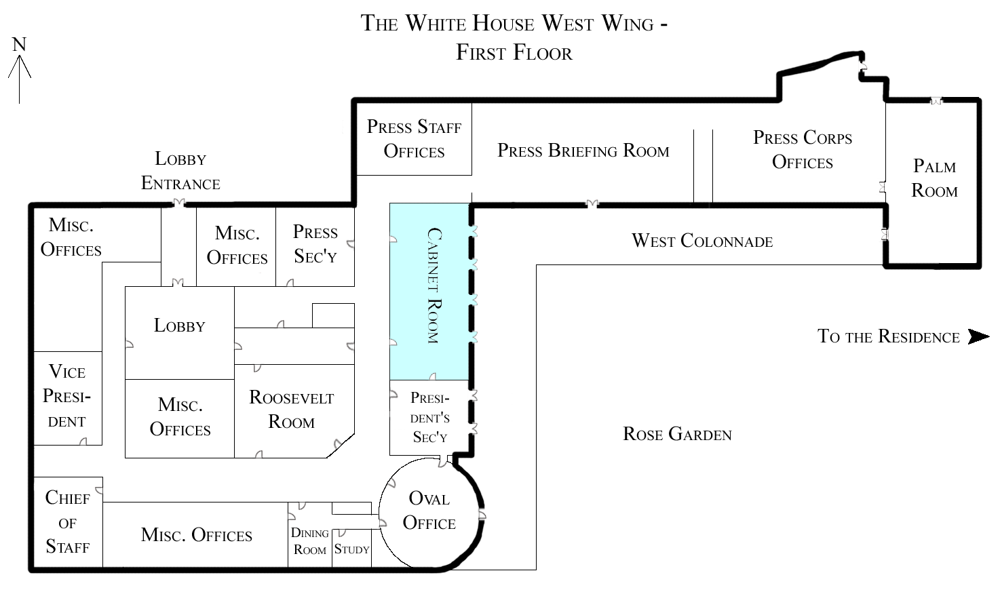 The White House West Wing -
First Floor
N
Press Staff
Offices
Press Briefing Room
Press Corps
Offices
Palm
Room
Lobby
Entrance
Misc.
Offices
Misc.
Offices
Press
Sec'y
Cabinet Room
West Colonnade
Lobby
To the Residence
Vice
Presi-
dent
Misc.
Offices
Roosevelt
Room
Presi-
dent's
Sec'y
Rose Garden
Chief
of
Staff
Misc. Offices
Dining
Room
Study
Oval
Office